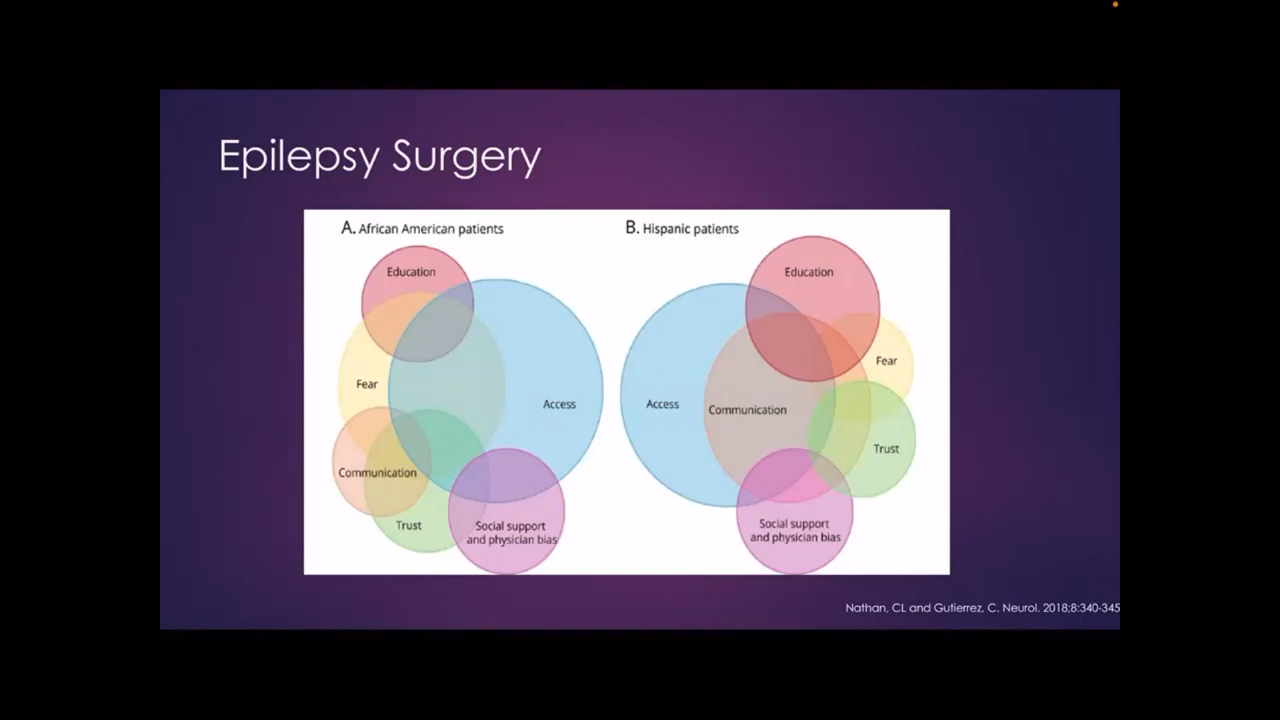 Epilepsy Surgery
A. African American patients
Education
Fear
Access
Communication
Trust
Social support
and physician bias
B. Hispanic patients
Education
Fear
Access
Communication
Trust
Social support
and physician bias
Nathan, CL and Gutierrez, C. Neurol. 2018;8:340-345